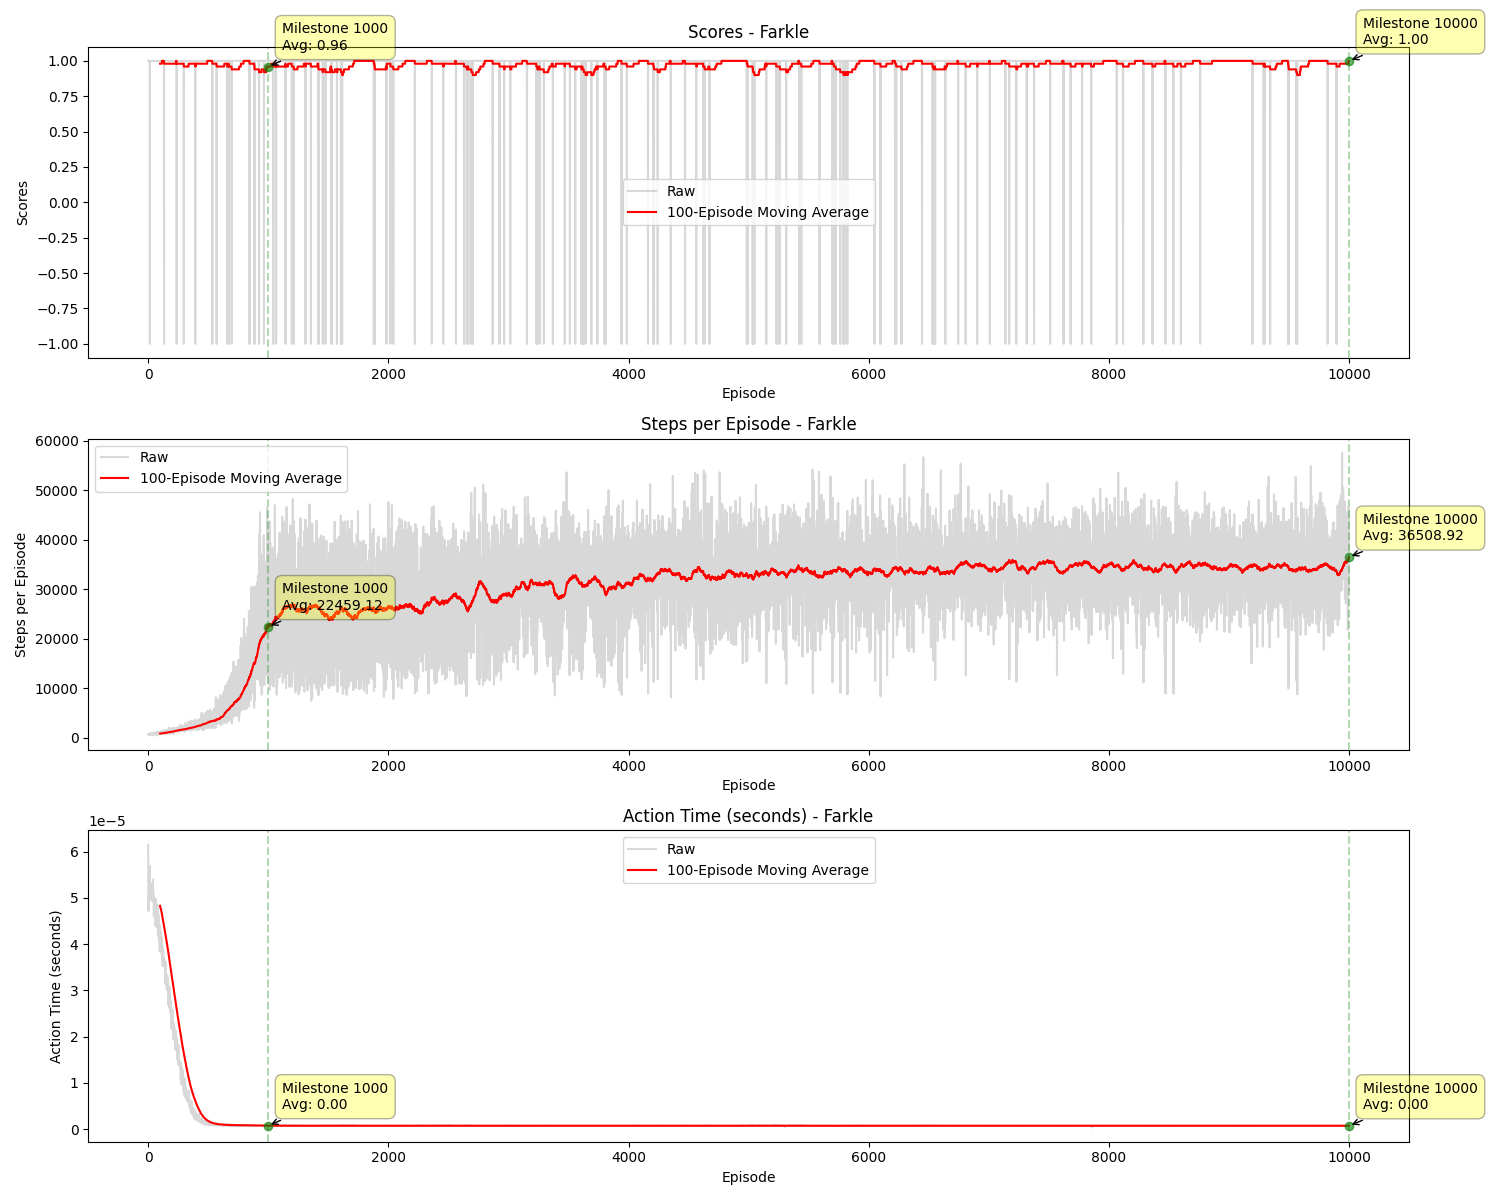 Scores - Farkle
Milestone 1000
Avg: 0.96
Milestone 10000
Avg: 1.00
Scores
1.00
0.75
0.50
0.25
0.00
−0.25
−0.50
−0.75
−1.00
Raw
100-Episode Moving Average
0
2000
4000
6000
8000
10000
Episode
Steps per Episode - Farkle
Steps per Episode
60000
50000
40000
30000
20000
10000
0
Raw
100-Episode Moving Average
Milestone 1000
Avg: 22459.12
Milestone 10000
Avg: 36508.92
0
2000
4000
6000
8000
10000
Episode
Action Time (seconds) - Farkle
1e−5
Action Time (seconds)
6
5
4
3
2
1
0
Raw
100-Episode Moving Average
Milestone 1000
Avg: 0.00
Milestone 10000
Avg: 0.00
0
2000
4000
6000
8000
10000
Episode